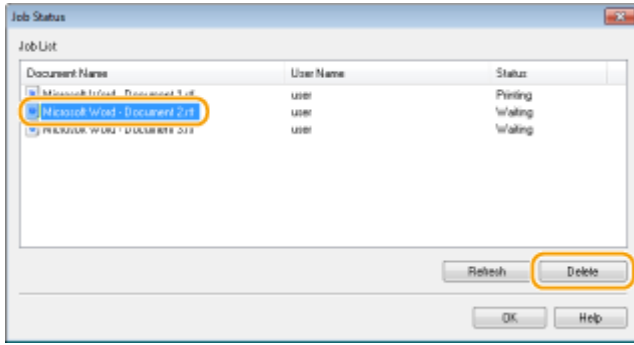 Job Status
Job List
Document Name User Name Status
Microsoft Word - Document 1.rtf user Printing
Microsoft Word - Document 2.rtf user Waiting
Microsoft Word - Document 3.rtf user Waiting
Refresh Delete
OK Help